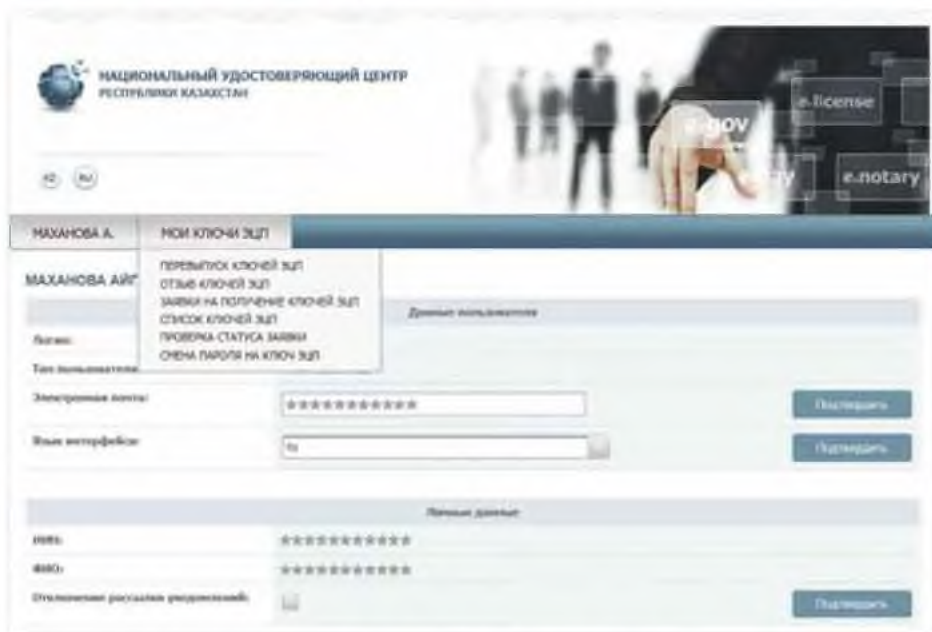 НАЦИОНАЛЬНЫЙ УДОСТОВЕРЯЮЩИЙ ЦЕНТР
РЕСПУБЛИКИ КАЗАХСТАН
e-license
e-gov
e.notary
KZ RU
МАХАНОВА А. МОИ КЛЮЧИ ЭЦП
ПЕРЕВЫПУСК КЛЮЧЕЙ ЭЦП
МАХАНОВА АЙГ
ОТЗЫВ КЛЮЧЕЙ ЭЦП
ЗАЯВКИ НА ПОЛУЧЕНИЕ КЛЮЧЕЙ ЭЦП
СПИСОК КЛЮЧЕЙ ЭЦП
ПРОВЕРКА СТАТУСА ЗАЯВКИ
СМЕНА ПАРОЛЯ НА КЛЮЧ ЭЦП
Данные пользователя
Логин:
Тип пользователя
Электронная почта: *********** Подтвердить
Язык интерфейса: ru Подтвердить
Личные данные
ИИН: ***********
ФИО: ***********
Отключение рассылки уведомлений: Подтвердить